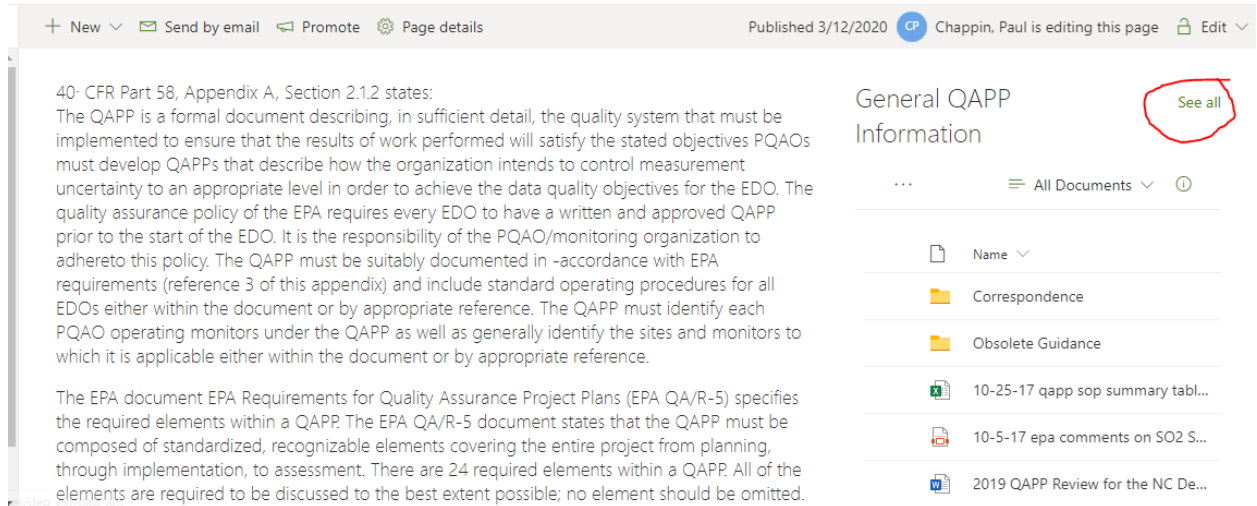 New Send by email Promote Page details Published 3/12/2020 CP Chappin, Paul is editing this page Edit
40· CFR Part 58, Appendix A, Section 2.1.2 states:
The QAPP is a formal document describing, in sufficient detail, the quality system that must be
implemented to ensure that the results of work performed will satisfy the stated objectives PQAOs
must develop QAPPs that describe how the organization intends to control measurement
uncertainty to an appropriate level in order to achieve the data quality objectives for the EDO. The
quality assurance policy of the EPA requires every EDO to have a written and approved QAPP
prior to the start of the EDO. It is the responsibility of the PQAO/monitoring organization to
adhereto this policy. The QAPP must be suitably documented in -accordance with EPA
requirements (reference 3 of this appendix) and include standard operating procedures for all
EDOs either within the document or by appropriate reference. The QAPP must identify each
PQAO operating monitors under the QAPP as well as generally identify the sites and monitors to
which it is applicable either within the document or by appropriate reference.
The EPA document EPA Requirements for Quality Assurance Project Plans (EPA QA/R-5) specifies
the required elements within a QAPP. The EPA QA/R-5 document states that the QAPP must be
composed of standardized, recognizable elements covering the entire project from planning,
through implementation, to assessment. There are 24 required elements within a QAPP. All of the
elements are required to be discussed to the best extent possible; no element should be omitted.
General QAPP
Information
See all
... All Documents
Name
Correspondence
Obsolete Guidance
10-25-17 qapp sop summary tabl...
10-5-17 epa comments on SO2 S...
2019 QAPP Review for the NC De...